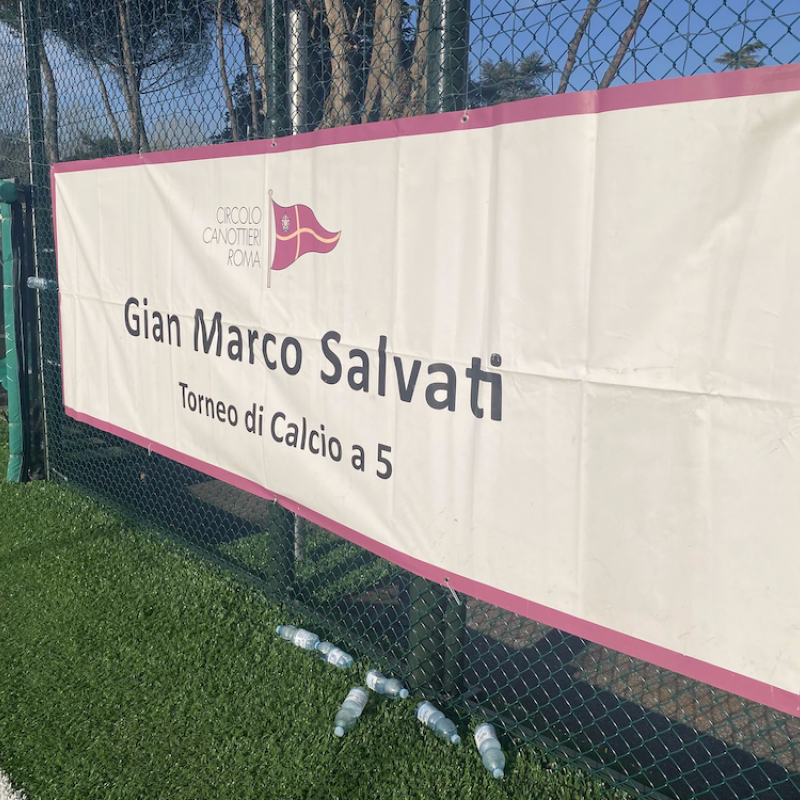 CIRCOLO
CANOTTIERI
ROMA
Gian Marco Salvati
Torneo di Calcio a 5